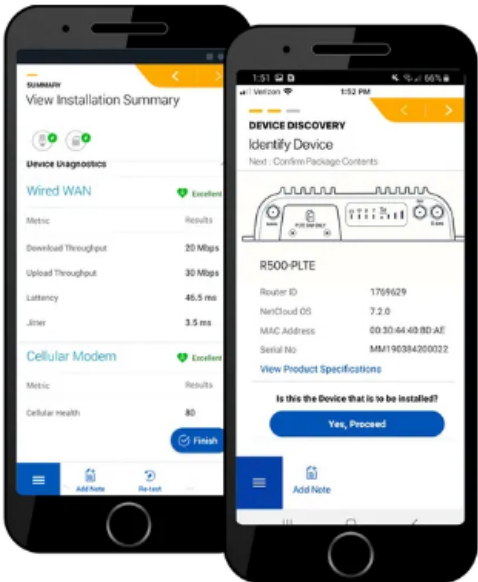 SUMMARY
View Installation Summary
Device Diagnostics
Wired WAN
Excellent
Metric
Results
Download Throughput
20 Mbps
Upload Throughput
30 Mbps
Lattency
46.5 ms
Jitter
3.5 ms
Cellular Modem
Excellent
Metric
Results
Cellular Health
80
Finish
Add Note
Re-test
1:51
66%
Verizon
1:52 PM
DEVICE DISCOVERY
Identify Device
Next : Confirm Package Contents
R500-PLTE
Router ID
1769629
NetCloud OS
7.2.0
MAC Address
00:30:44:40:BD:AE
Serial No
MM190384200022
View Product Specifications
Is this the Device that is to be installed?
Yes, Proceed
Add Note